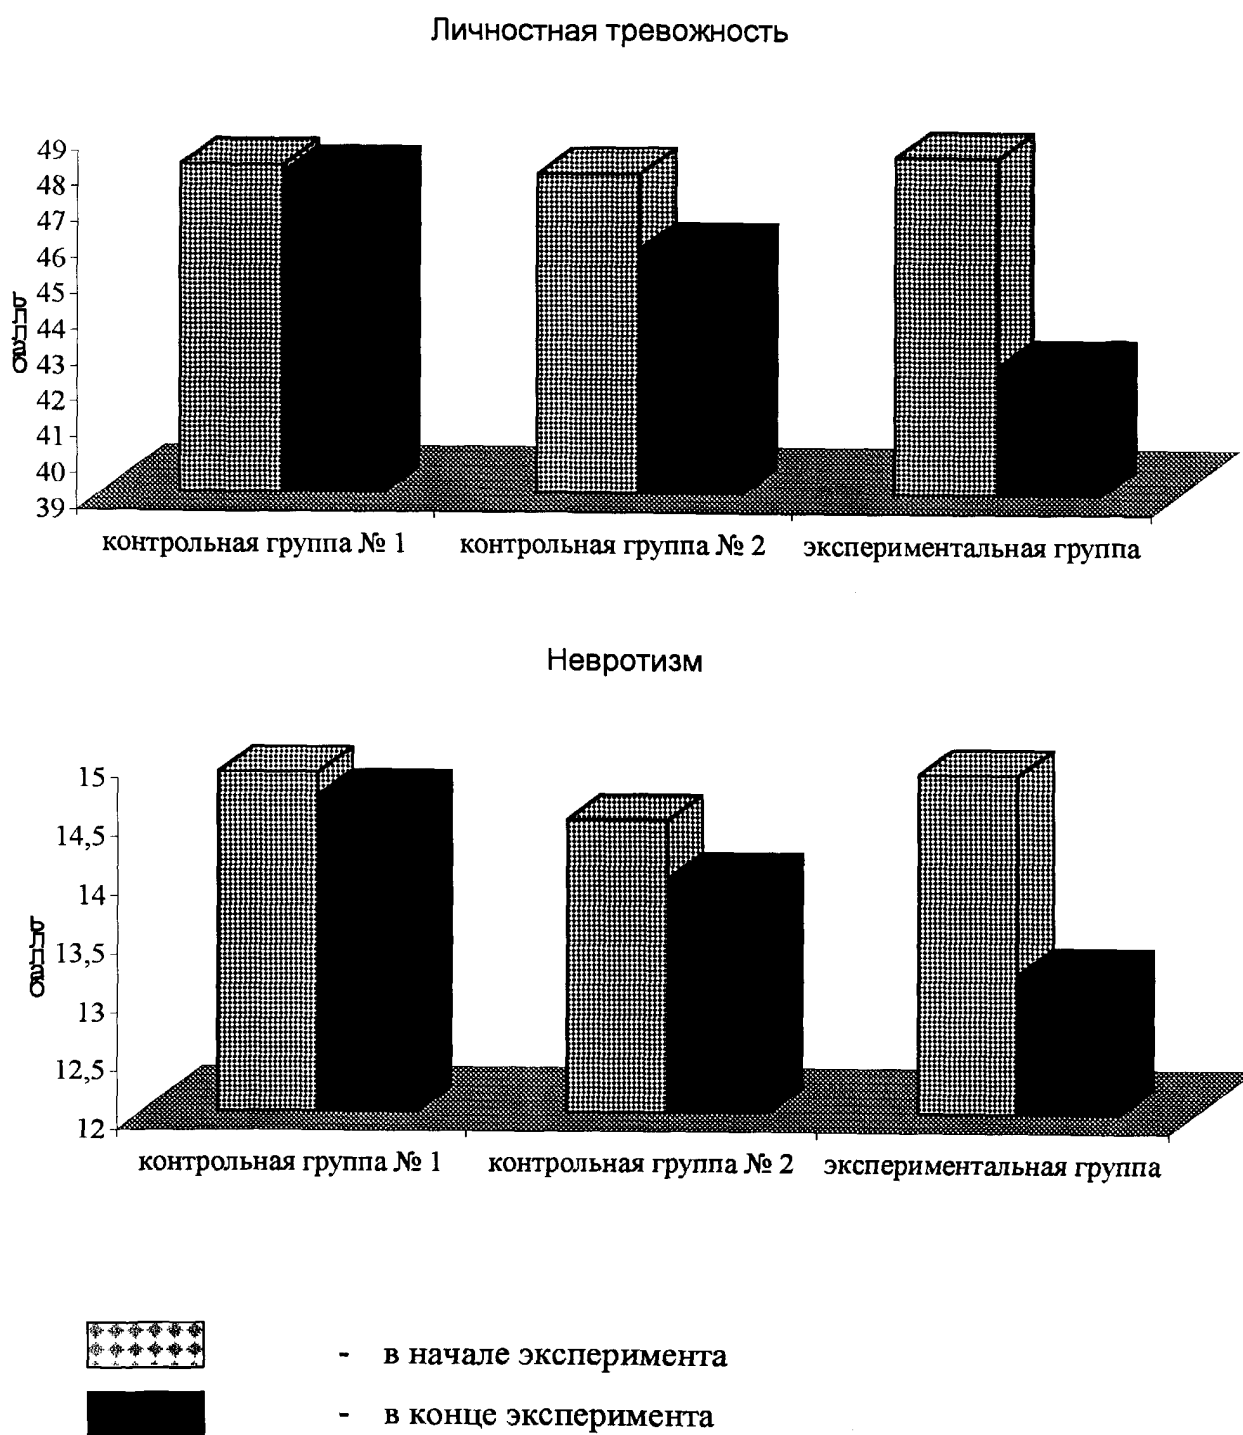 Личностная тревожность
49
48
47
46
45
44
43
42
41
40
39
баллы
контрольная группа № 1 контрольная группа № 2 экспериментальная группа
Невротизм
15
14,5
14
13,5
13
12,5
12
баллы
контрольная группа № 1 контрольная группа № 2 экспериментальная группа
- в начале эксперимента
- в конце эксперимента